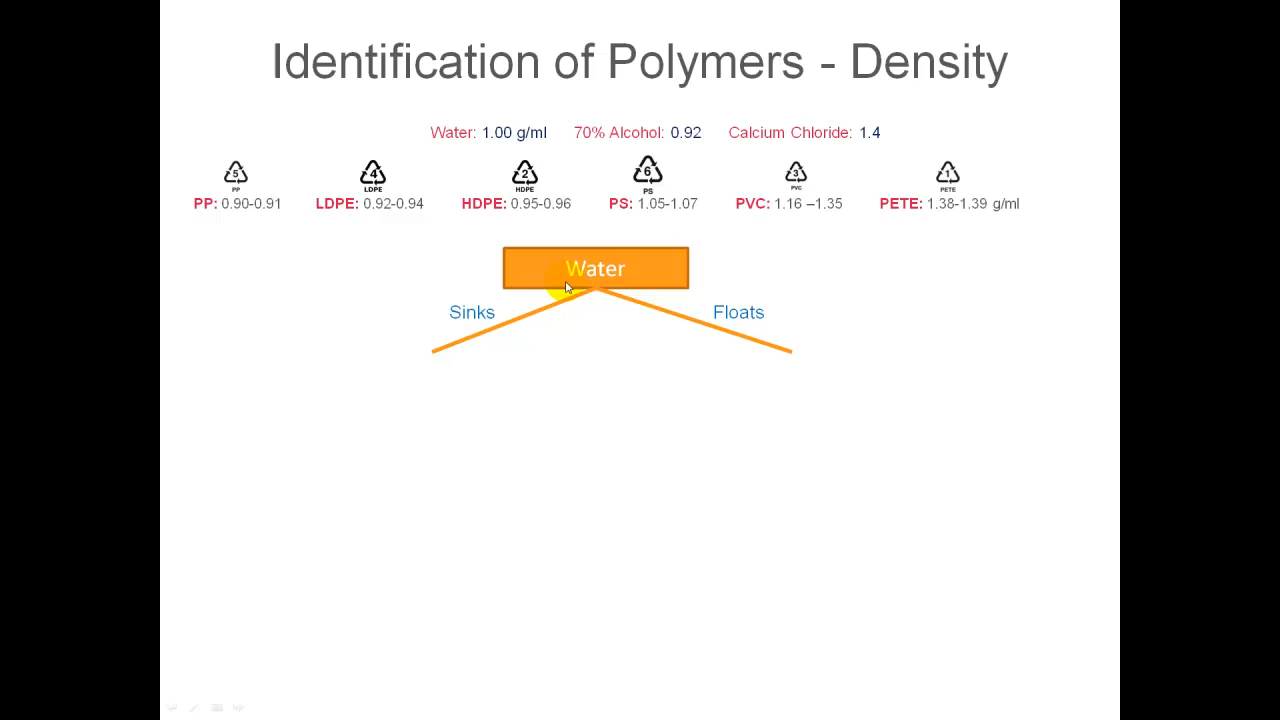 Identification of Polymers - Density
Water: 1.00 g/ml 70% Alcohol: 0.92 Calcium Chloride: 1.4
5 4 2 6 3 1
PP LDPE HDPE PS PVC PETE
PP: 0.90-0.91 LDPE: 0.92-0.94 HDPE: 0.95-0.96 PS: 1.05-1.07 PVC: 1.16 –1.35 PETE: 1.38-1.39 g/ml
Water
Sinks Floats